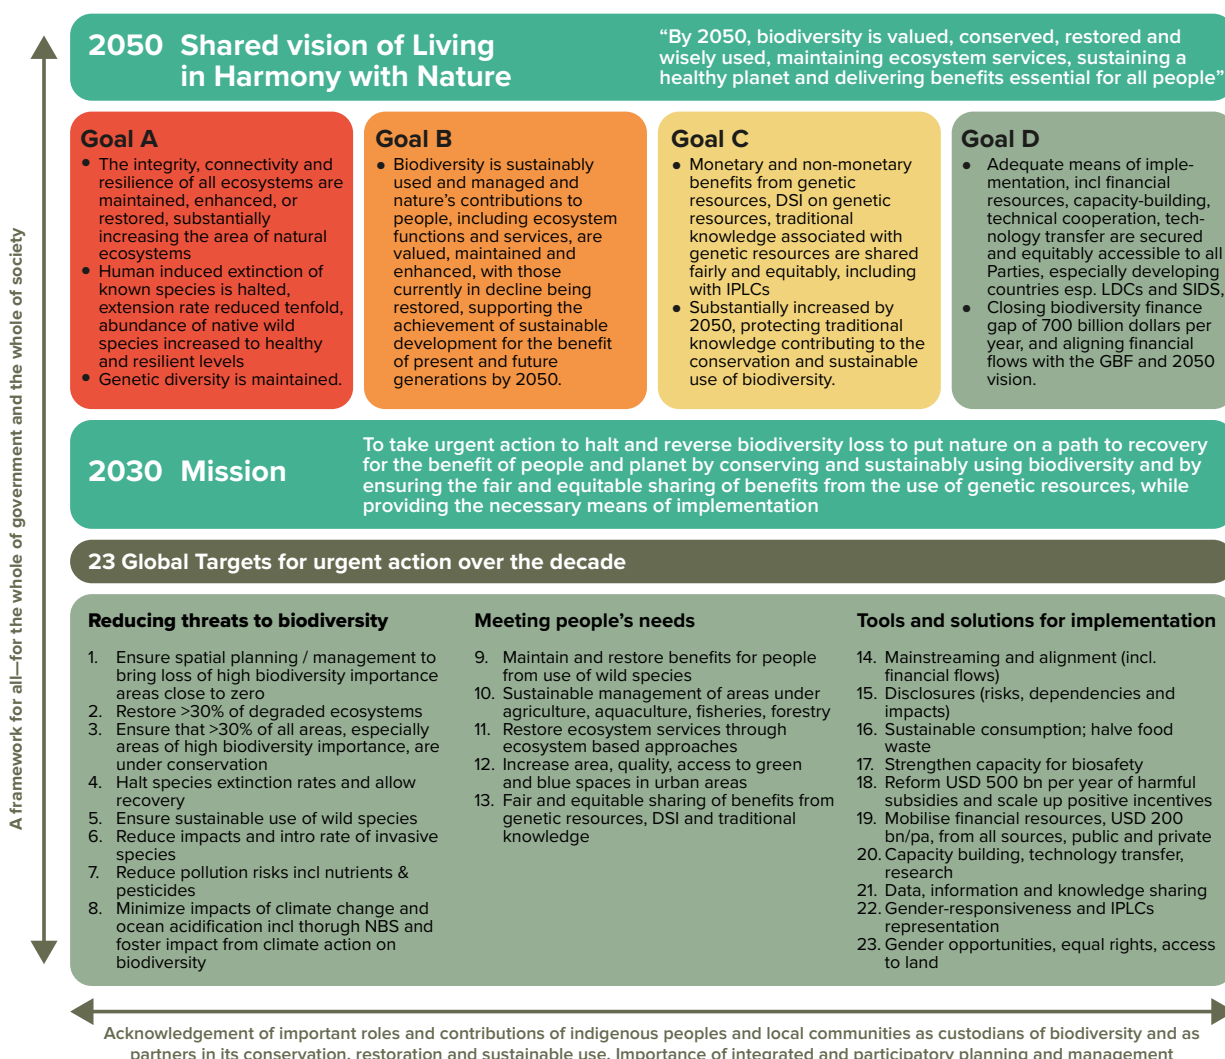 2050 Shared vision of Living
in Harmony with Nature
“By 2050, biodiversity is valued, conserved, restored and
wisely used, maintaining ecosystem services, sustaining a
healthy planet and delivering benefits essential for all people”
Goal A
• The integrity, connectivity and
resilience of all ecosystems are
maintained, enhanced, or
restored, substantially
increasing the area of natural
ecosystems
• Human induced extinction of
known species is halted,
extension rate reduced tenfold,
abundance of native wild
species increased to healthy
and resilient levels
• Genetic diversity is maintained.
Goal B
• Biodiversity is sustainably
used and managed and
nature’s contributions to
people, including ecosystem
functions and services, are
valued, maintained and
enhanced, with those
currently in decline being
restored, supporting the
achievement of sustainable
development for the benefit
of present and future
generations by 2050.
Goal C
• Monetary and non-monetary
benefits from genetic
resources, DSI on genetic
resources, traditional
knowledge associated with
genetic resources are shared
fairly and equitably, including
with IPLCs
• Substantially increased by
2050, protecting traditional
knowledge contributing to the
conservation and sustainable
use of biodiversity.
Goal D
• Adequate means of imple-
mentation, incl financial
resources, capacity-building,
technical cooperation, tech-
nology transfer are secured
and equitably accessible to all
Parties, especially developing
countries esp. LDCs and SIDS,
• Closing biodiversity finance
gap of 700 billion dollars per
year, and aligning financial
flows with the GBF and 2050
vision.
2030 Mission
To take urgent action to halt and reverse biodiversity loss to put nature on a path to recovery
for the benefit of people and planet by conserving and sustainably using biodiversity and by
ensuring the fair and equitable sharing of benefits from the use of genetic resources, while
providing the necessary means of implementation
23 Global Targets for urgent action over the decade
Reducing threats to biodiversity
1. Ensure spatial planning / management to
bring loss of high biodiversity importance
areas close to zero
2. Restore >30% of degraded ecosystems
3. Ensure that >30% of all areas, especially
areas of high biodiversity importance, are
under conservation
4. Halt species extinction rates and allow
recovery
5. Ensure sustainable use of wild species
6. Reduce impacts and intro rate of invasive
species
7. Reduce pollution risks incl nutrients &
pesticides
8. Minimize impacts of climate change and
ocean acidification incl thorugh NBS and
foster impact from climate action on
biodiversity
Meeting people’s needs
9. Maintain and restore benefits for people
from use of wild species
10. Sustainable management of areas under
agriculture, aquaculture, fisheries, forestry
11. Restore ecosystem services through
ecosystem based approaches
12. Increase area, quality, access to green
and blue spaces in urban areas
13. Fair and equitable sharing of benefits from
genetic resources, DSI and traditional
knowledge
Tools and solutions for implementation
14. Mainstreaming and alignment (incl.
financial flows)
15. Disclosures (risks, dependencies and
impacts)
16. Sustainable consumption; halve food
waste
17. Strengthen capacity for biosafety
18. Reform USD 500 bn per year of harmful
subsidies and scale up positive incentives
19. Mobilise financial resources, USD 200
bn/pa, from all sources, public and private
20. Capacity building, technology transfer,
research
21. Data, information and knowledge sharing
22. Gender-responsiveness and IPLCs
representation
23. Gender opportunities, equal rights, access
to land
A framework for all—for the whole of government and the whole of society
Acknowledgement of important roles and contributions of indigenous peoples and local communities as custodians of biodiversity and as
partners in its conservation, restoration and sustainable use. Importance of integrated and participatory planning and management